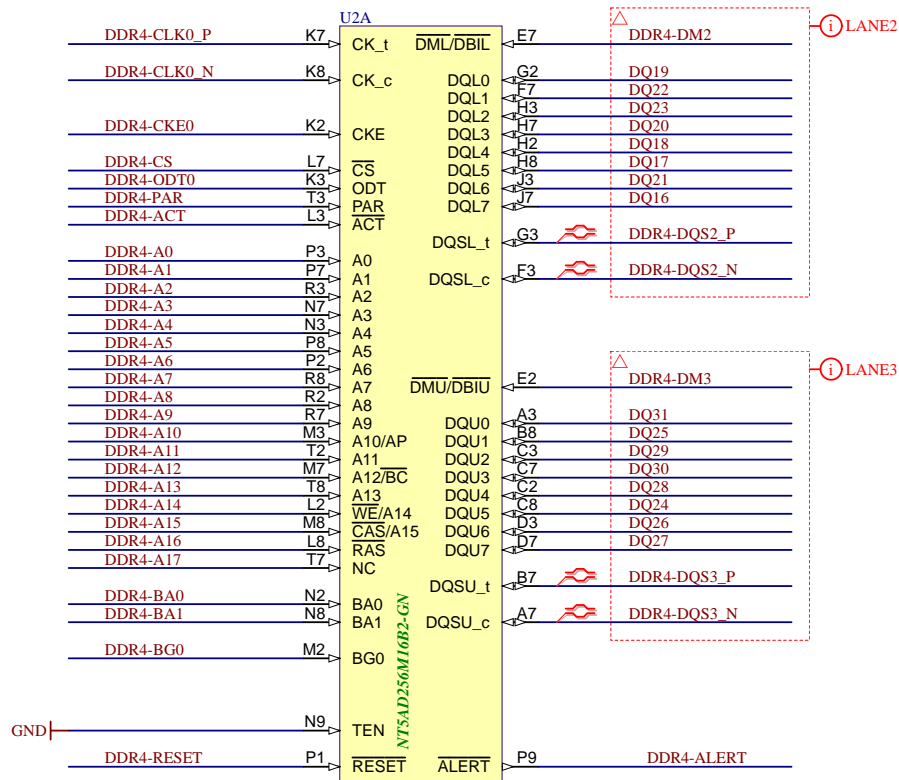 U2A
DDR4-CLK0_P K7 CK_t DML/DBIL E7 DDR4-DM2 i LANE2
DDR4-CLK0_N K8 CK_c DQL0 G2 DQ19
DQL1 F7 DQ22
DQL2 H3 DQ23
DDR4-CKE0 K2 CKE DQL3 H7 DQ20
DQL4 H2 DQ18
DDR4-CS L7 CS DQL5 H8 DQ17
DDR4-ODT0 K3 ODT DQL6 J3 DQ21
DDR4-PAR T3 PAR DQL7 J7 DQ16
DDR4-ACT L3 ACT
DQSL_t G3 DDR4-DQS2_P
DDR4-A0 P3 A0
DDR4-A1 P7 A1 DQSL_c F3 DDR4-DQS2_N
DDR4-A2 R3 A2
DDR4-A3 N7 A3
DDR4-A4 N3 A4
DDR4-A5 P8 A5
DDR4-A6 P2 A6 i LANE3
DDR4-A7 R8 A7 DMU/DBIU E2 DDR4-DM3
DDR4-A8 R2 A8
DDR4-A9 R7 A9 DQU0 A3 DQ31
DDR4-A10 M3 A10/AP DQU1 B8 DQ25
DDR4-A11 T2 A11 DQU2 C3 DQ29
DDR4-A12 M7 A12/BC DQU3 C7 DQ30
DDR4-A13 T8 A13 DQU4 C2 DQ28
DDR4-A14 L2 WE/A14 DQU5 C8 DQ24
DDR4-A15 M8 CAS/A15 DQU6 D3 DQ26
DDR4-A16 L8 RAS DQU7 D7 DQ27
DDR4-A17 T7 NC
DQSU_t B7 DDR4-DQS3_P
DDR4-BA0 N2 BA0
DDR4-BA1 N8 BA1 DQSU_c A7 DDR4-DQS3_N
DDR4-BG0 M2 BG0
NT5AD256M16B2-GN
GND N9 TEN
DDR4-RESET P1 RESET ALERT P9 DDR4-ALERT